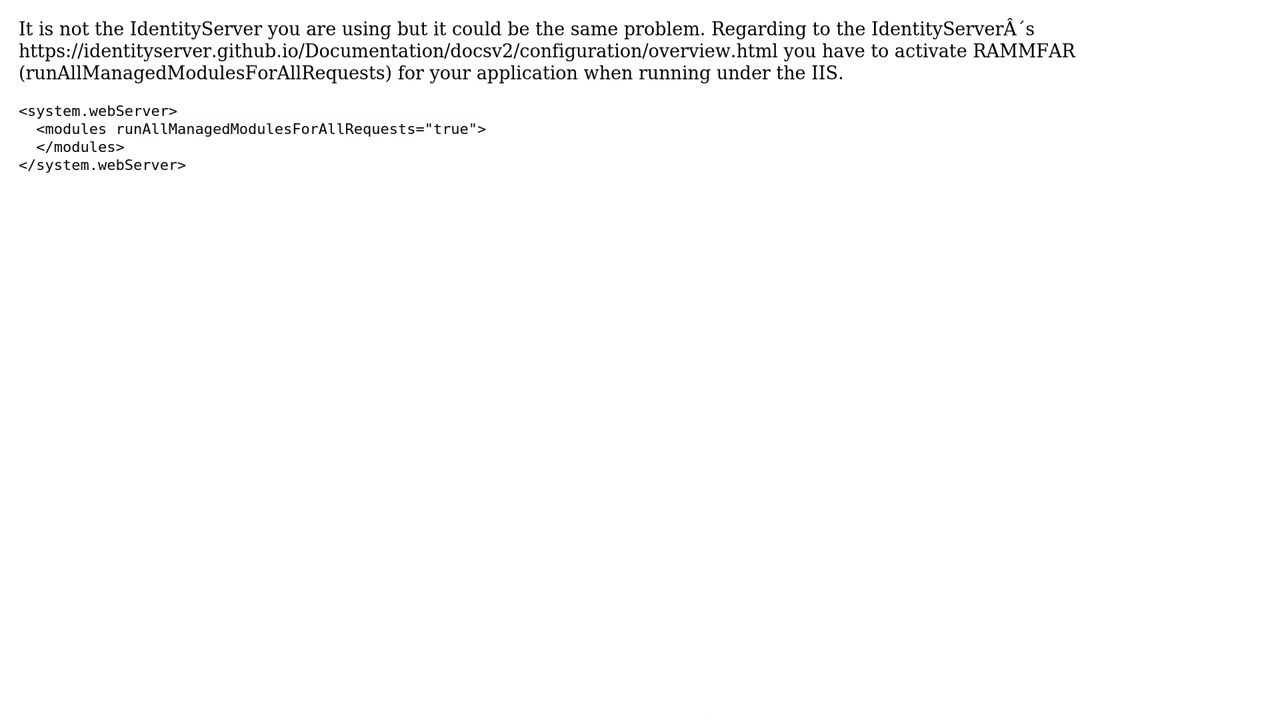 It is not the IdentityServer you are using but it could be the same problem. Regarding to the IdentityServerÂ´s
https://identityserver.github.io/Documentation/docsv2/configuration/overview.html you have to activate RAMMFAR
(runAllManagedModulesForAllRequests) for your application when running under the IIS.
<system.webServer>
  <modules runAllManagedModulesForAllRequests="true">
  </modules>
</system.webServer>